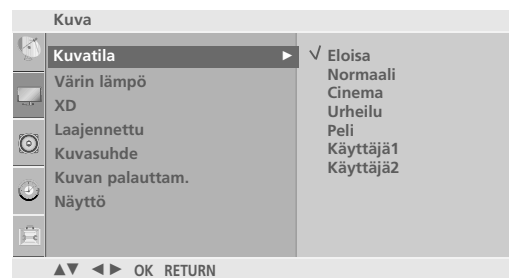 Kuva
Kuvatila
Värin lämpö
XD
Laajennettu
Kuvasuhde
Kuvan palauttam.
Näyttö
Eloisa
Normaali
Cinema
Urheilu
Peli
Käyttäjä1
Käyttäjä2
OK RETURN